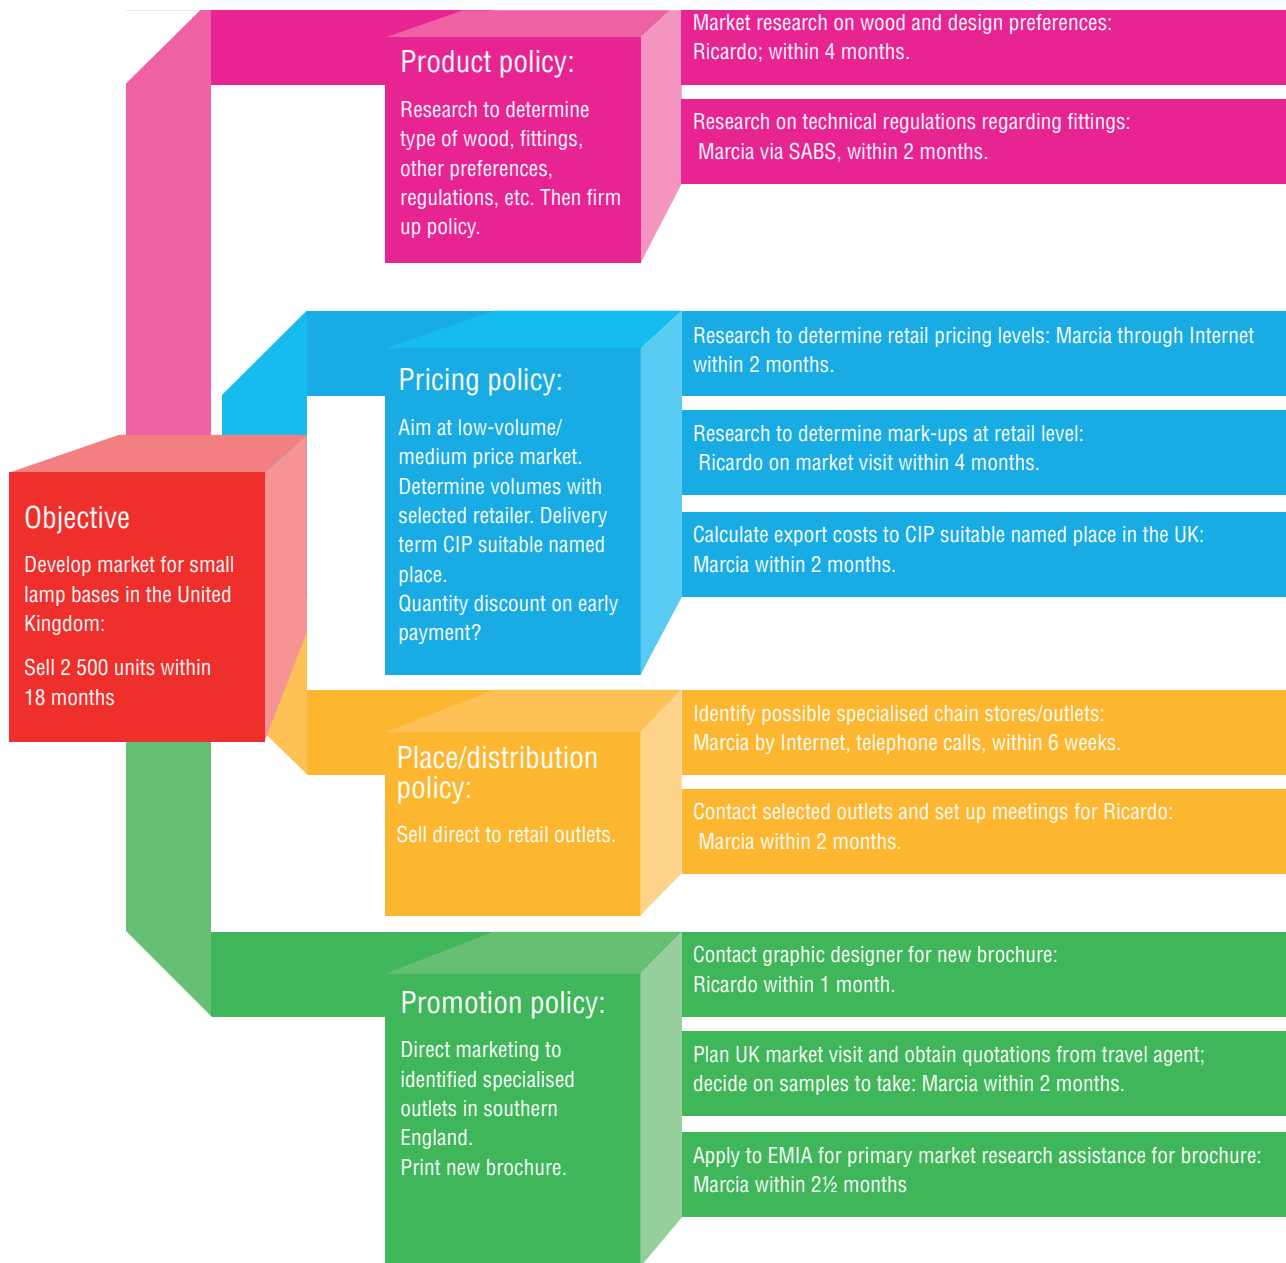 Objective
Develop market for small
lamp bases in the United
Kingdom:
Sell 2 500 units within
18 months
Product policy:
Research to determine
type of wood, fittings,
other preferences,
regulations, etc. Then firm
up policy.
Market research on wood and design preferences:
Ricardo; within 4 months.
Research on technical regulations regarding fittings:
Marcia via SABS, within 2 months.
Pricing policy:
Aim at low-volume/
medium price market.
Determine volumes with
selected retailer. Delivery
term CIP suitable named
place.
Quantity discount on early
payment?
Research to determine retail pricing levels: Marcia through Internet
within 2 months.
Research to determine mark-ups at retail level:
Ricardo on market visit within 4 months.
Calculate export costs to CIP suitable named place in the UK:
Marcia within 2 months.
Place/distribution
policy:
Sell direct to retail outlets.
Identify possible specialised chain stores/outlets:
Marcia by Internet, telephone calls, within 6 weeks.
Contact selected outlets and set up meetings for Ricardo:
Marcia within 2 months.
Promotion policy:
Direct marketing to
identified specialised
outlets in southern
England.
Print new brochure.
Contact graphic designer for new brochure:
Ricardo within 1 month.
Plan UK market visit and obtain quotations from travel agent;
decide on samples to take: Marcia within 2 months.
Apply to EMIA for primary market research assistance for brochure:
Marcia within 2½ months